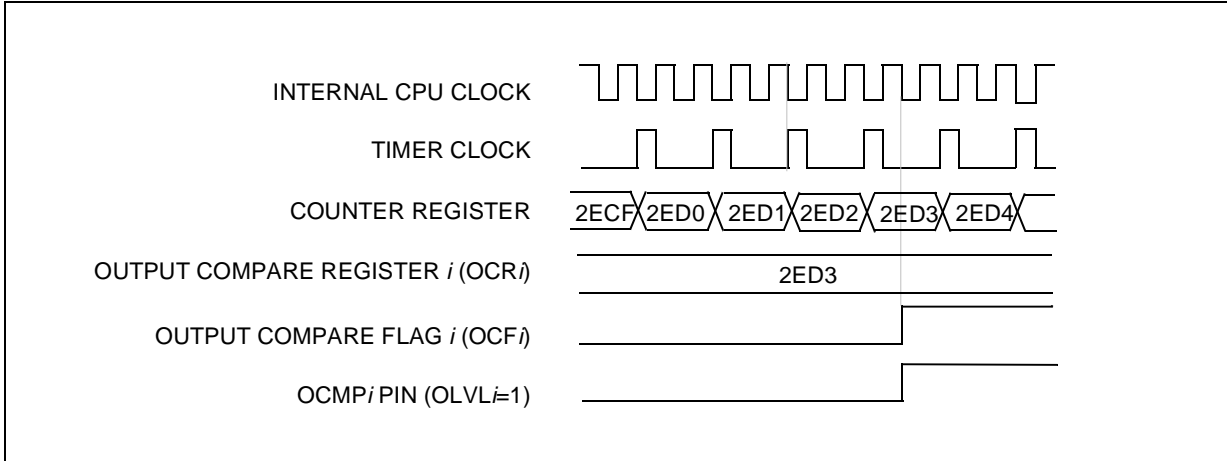 INTERNAL CPU CLOCK
TIMER CLOCK
COUNTER REGISTER
2ECF 2ED0 2ED1 2ED2 2ED3 2ED4
OUTPUT COMPARE REGISTER i (OCRi)
2ED3
OUTPUT COMPARE FLAG i (OCFi)
OCMPi PIN (OLVLi=1)